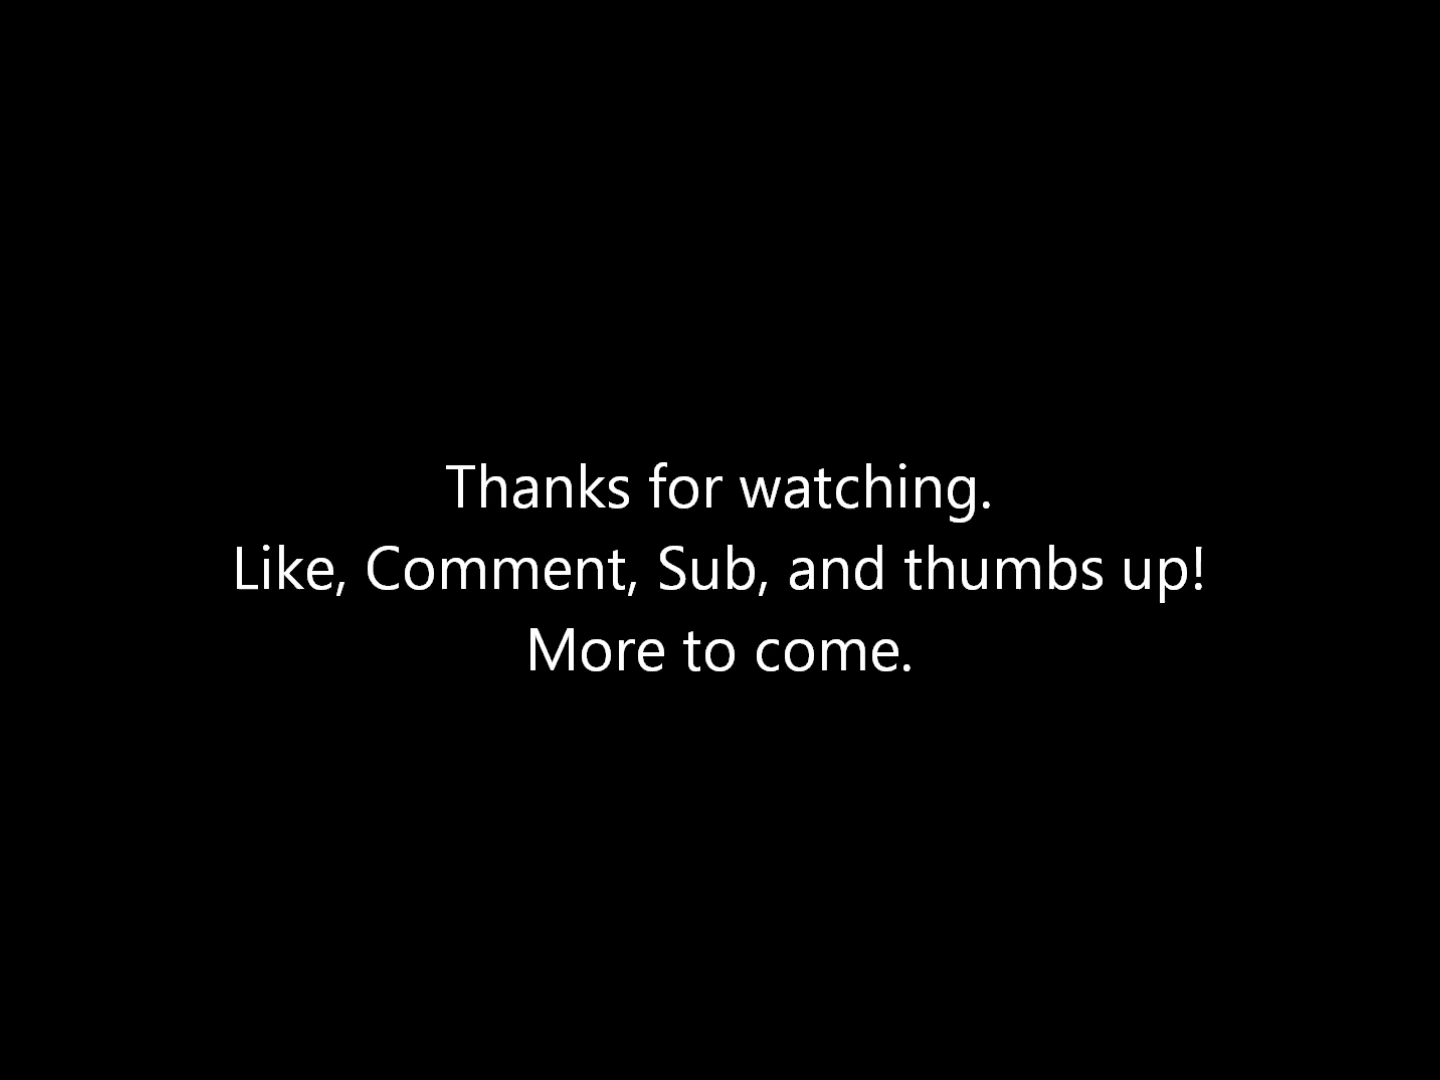 Thanks for watching.
Like, Comment, Sub, and thumbs up!
More to come.